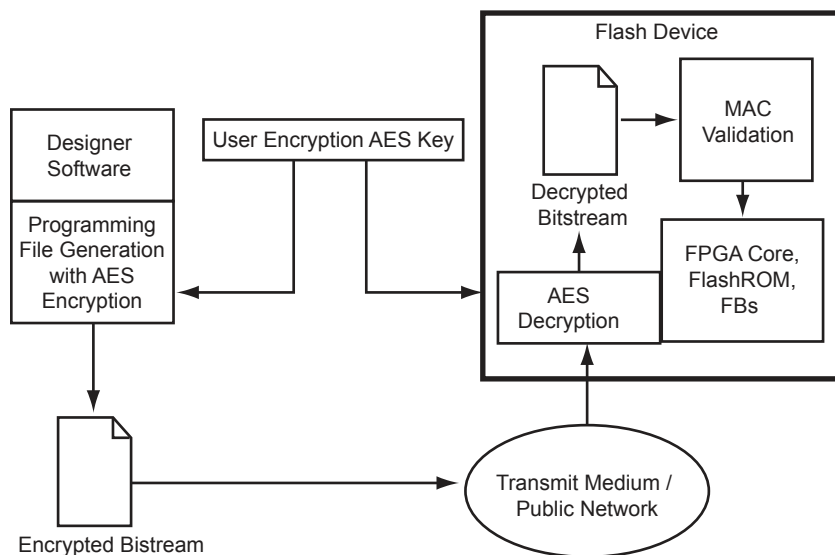 Flash Device
MAC
Validation
Designer
Software
User Encryption AES Key
Decrypted
Bitstream
Programming
File Generation
with AES
Encryption
FPGA Core,
FlashROM,
FBs
AES
Decryption
Transmit Medium /
Public Network
Encrypted Bistream